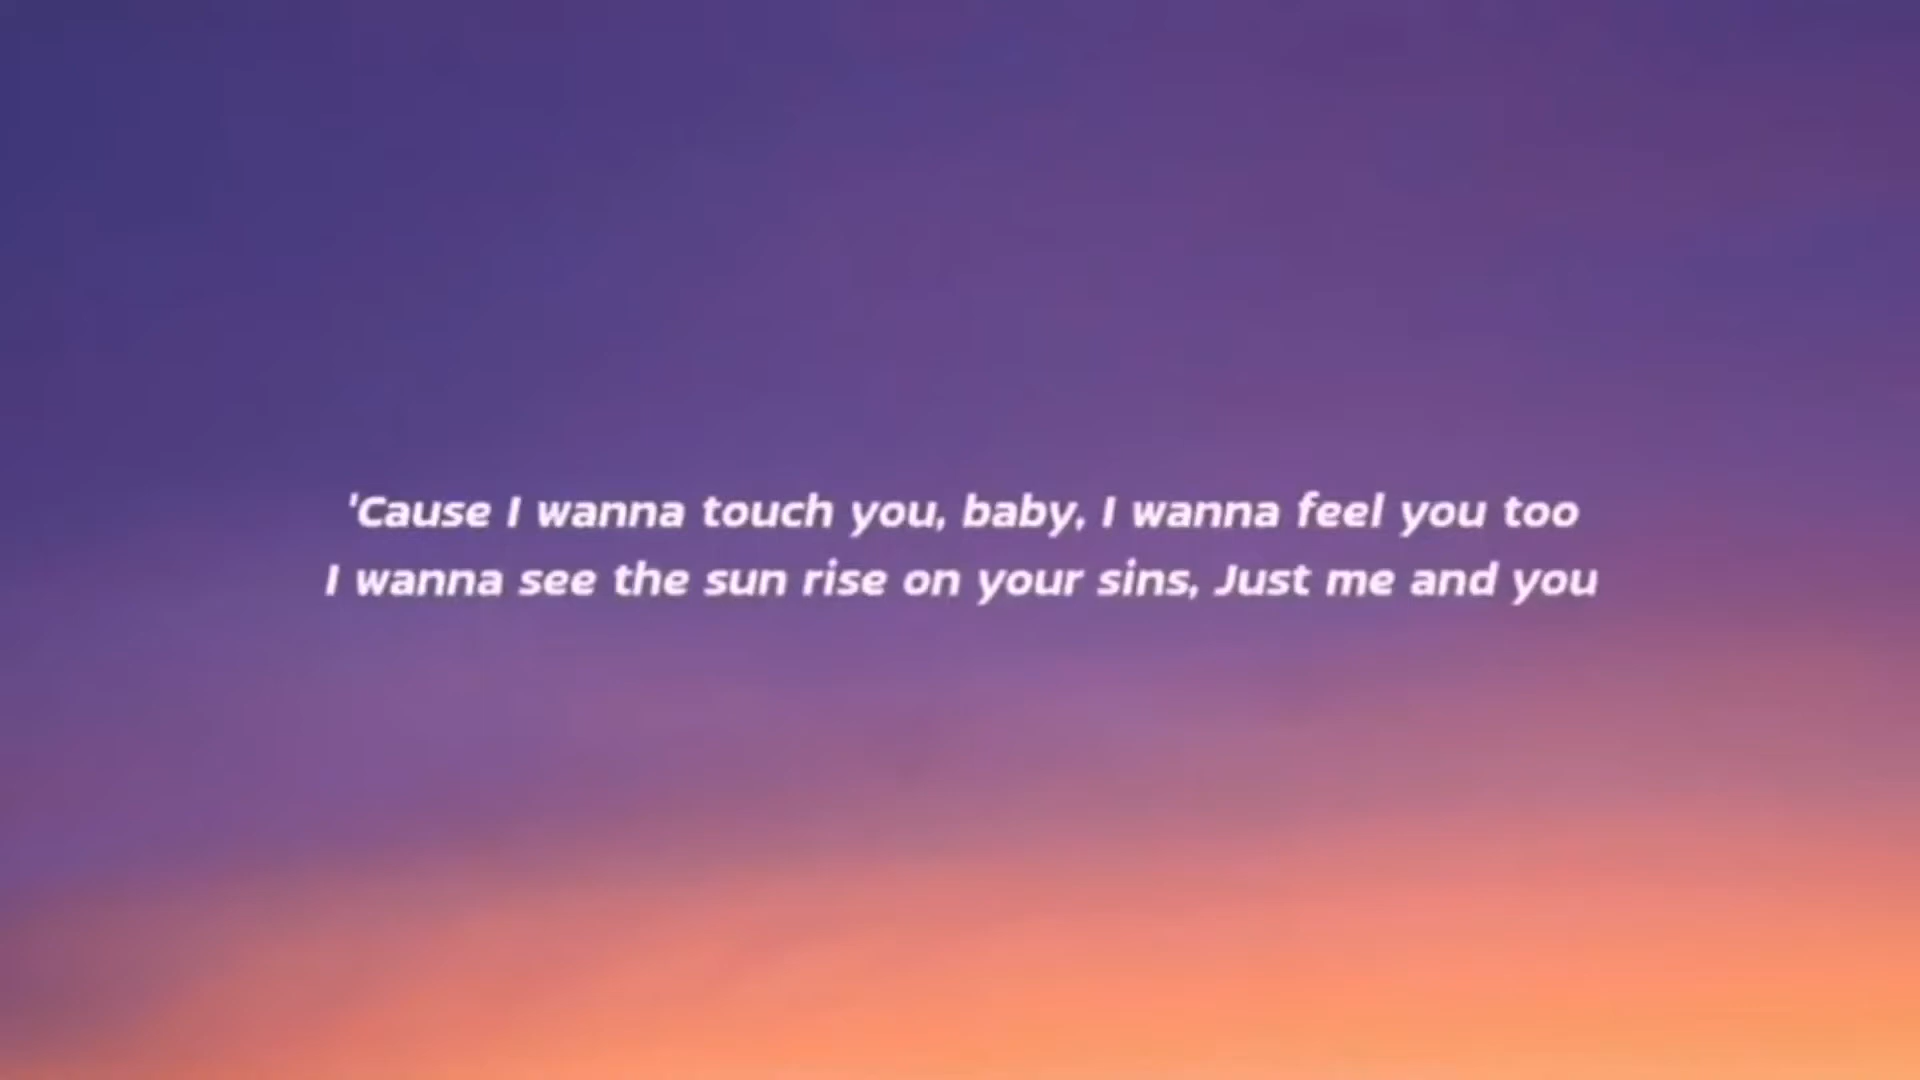 'Cause I wanna touch you, baby, I wanna feel you too
I wanna see the sun rise on your sins, Just me and you